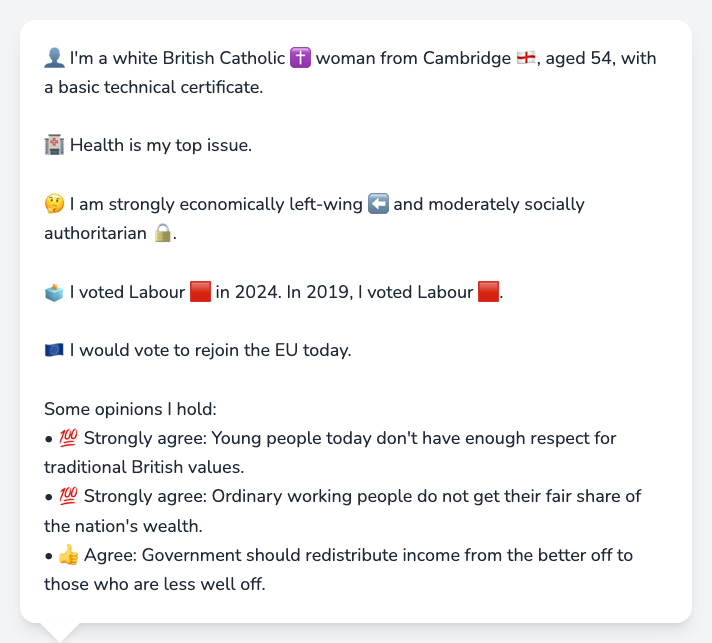 👤 I'm a white British Catholic ✝️ woman from Cambridge 🏴󠁧󠁢󠁥󠁮󠁧󠁿, aged 54, with
a basic technical certificate.
🏥 Health is my top issue.
🤔 I am strongly economically left-wing ⬅️ and moderately socially
authoritarian 🔒.
🗳️ I voted Labour 🟥 in 2024. In 2019, I voted Labour 🟥.
🇪🇺 I would vote to rejoin the EU today.
Some opinions I hold:
• 💯 Strongly agree: Young people today don't have enough respect for
traditional British values.
• 💯 Strongly agree: Ordinary working people do not get their fair share of
the nation's wealth.
• 👍 Agree: Government should redistribute income from the better off to
those who are less well off.